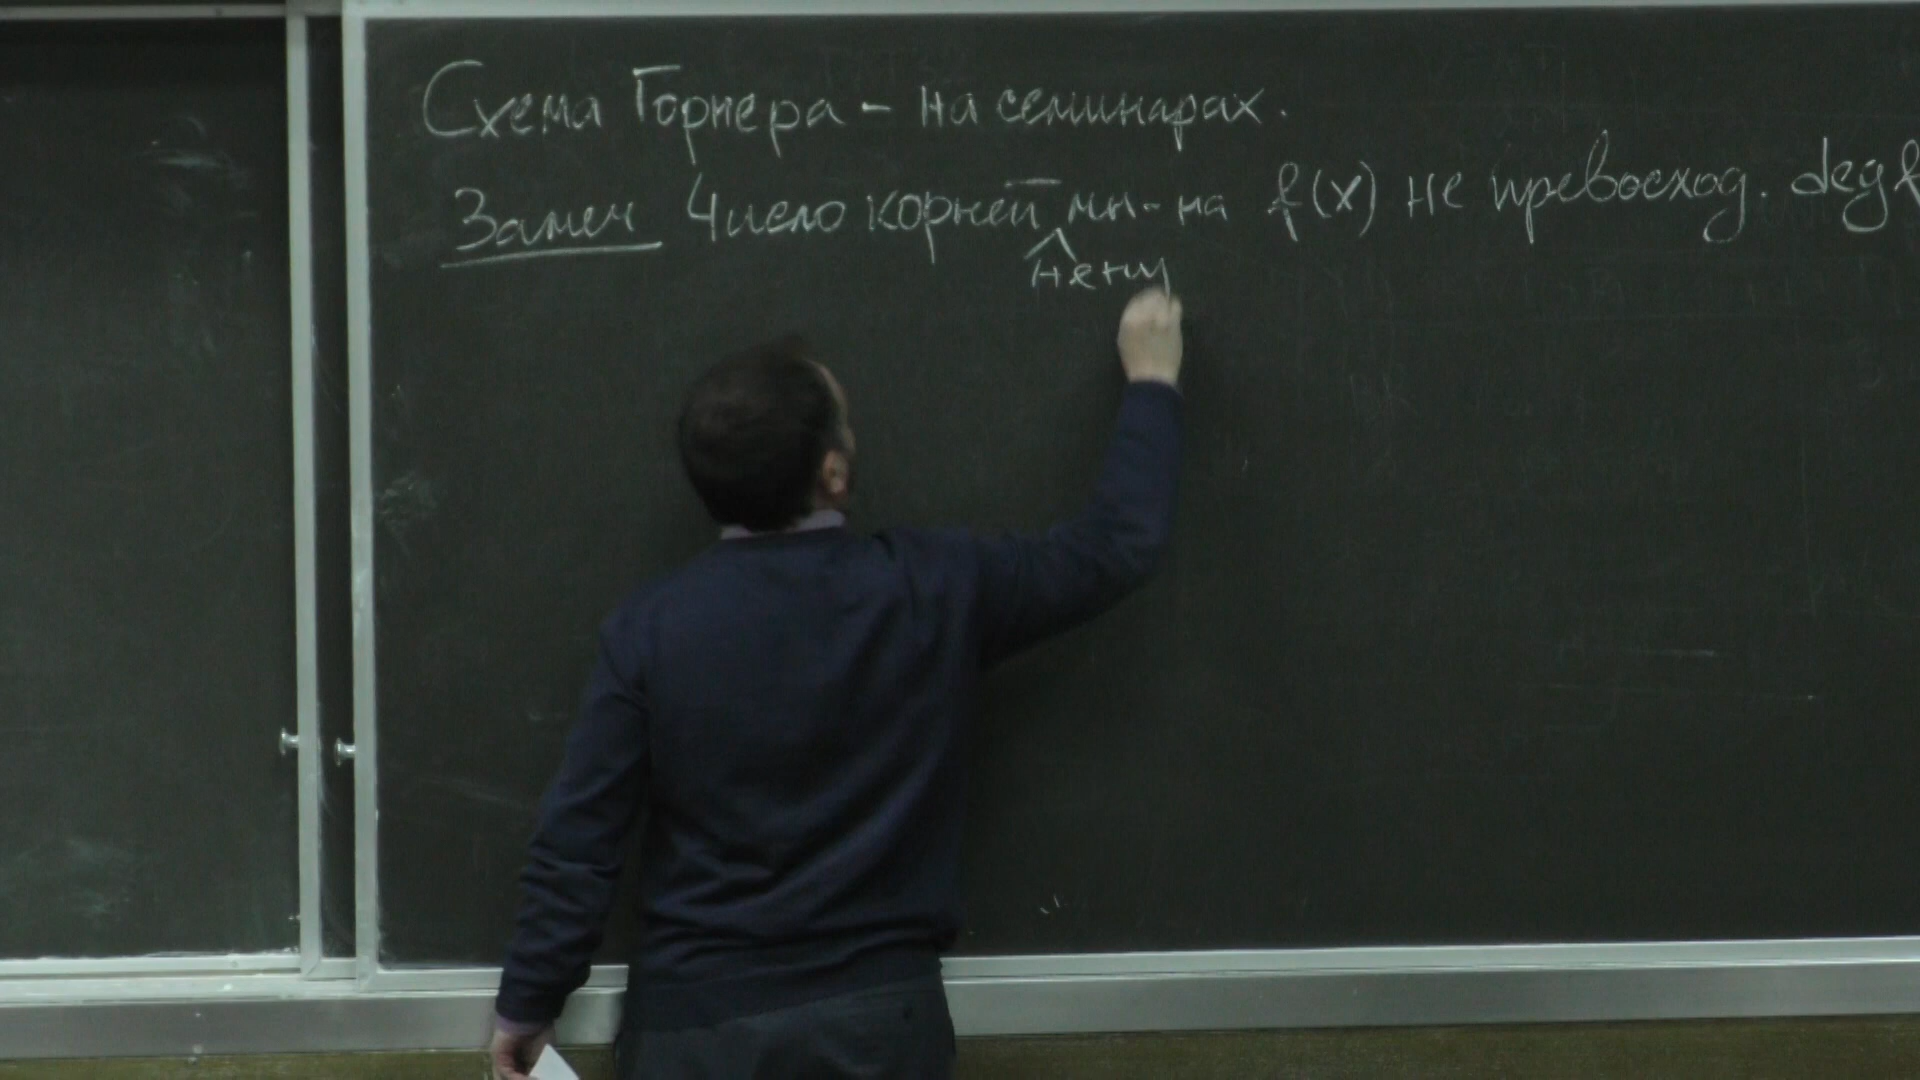 Схема Горнера – на семинарах.
Замеч Число корней мн-на f(x) не превосход. deg f
нену